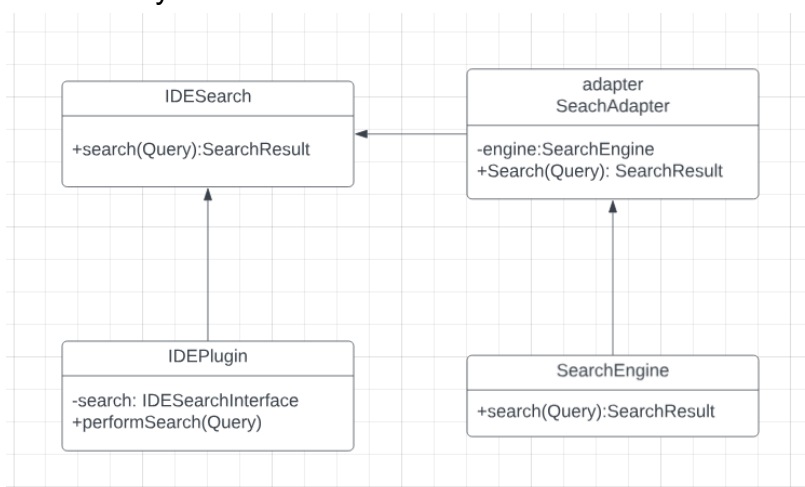 IDESearch
+search(Query):SearchResult
adapter
SeachAdapter
-engine:SearchEngine
+Search(Query): SearchResult
IDEPlugin
-search: IDESearchInterface
+performSearch(Query)
SearchEngine
+search(Query):SearchResult